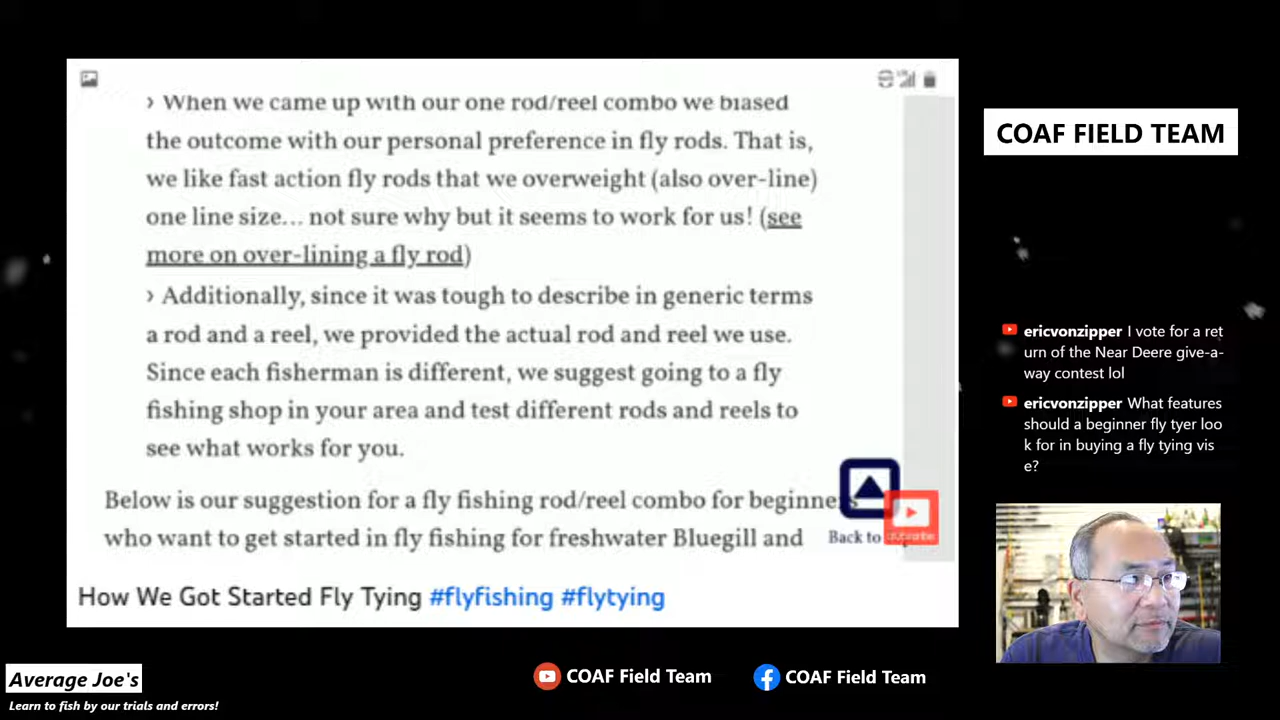 › When we came up with our one rod/reel combo we biased
the outcome with our personal preference in fly rods. That is,
we like fast action fly rods that we overweight (also over-line)
one line size... not sure why but it seems to work for us! (see
more on over-lining a fly rod)
› Additionally, since it was tough to describe in generic terms
a rod and a reel, we provided the actual rod and reel we use.
Since each fisherman is different, we suggest going to a fly
fishing shop in your area and test different rods and reels to
see what works for you.
Below is our suggestion for a fly fishing rod/reel combo for beginners
who want to get started in fly fishing for freshwater Bluegill and
Back to
How We Got Started Fly Tying #flyfishing #flytying
COAF FIELD TEAM
ericvonzipper I vote for a ret
urn of the Near Deere give-a-
way contest lol
ericvonzipper What features
should a beginner fly tyer loo
k for in buying a fly tying vis
e?
Average Joe's
Learn to fish by our trials and errors!
COAF Field Team
COAF Field Team